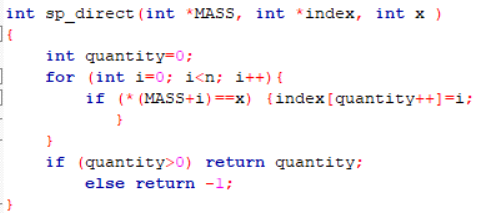 int sp_direct(int *MASS, int *index, int x )
{
    int quantity=0;
    for (int i=0; i<n; i++){
        if (*(MASS+i)==x) {index[quantity++]=i;
           }
    }
    if (quantity>0) return quantity;
        else return -1;
}